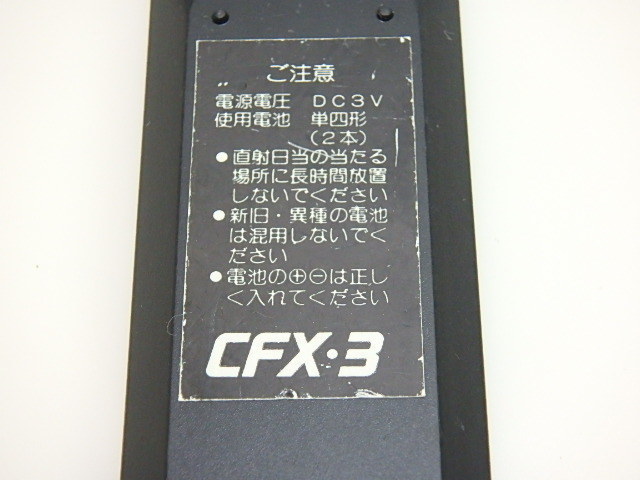 ご注意
電源電圧 DC3V
使用電池 単四形
(2本)
●直射日当の当たる
場所に長時間放置
しないでください
●新旧・異種の電池
は混用しないでく
ださい
●電池の⊕⊖は正し
く入れてください
CFX・3